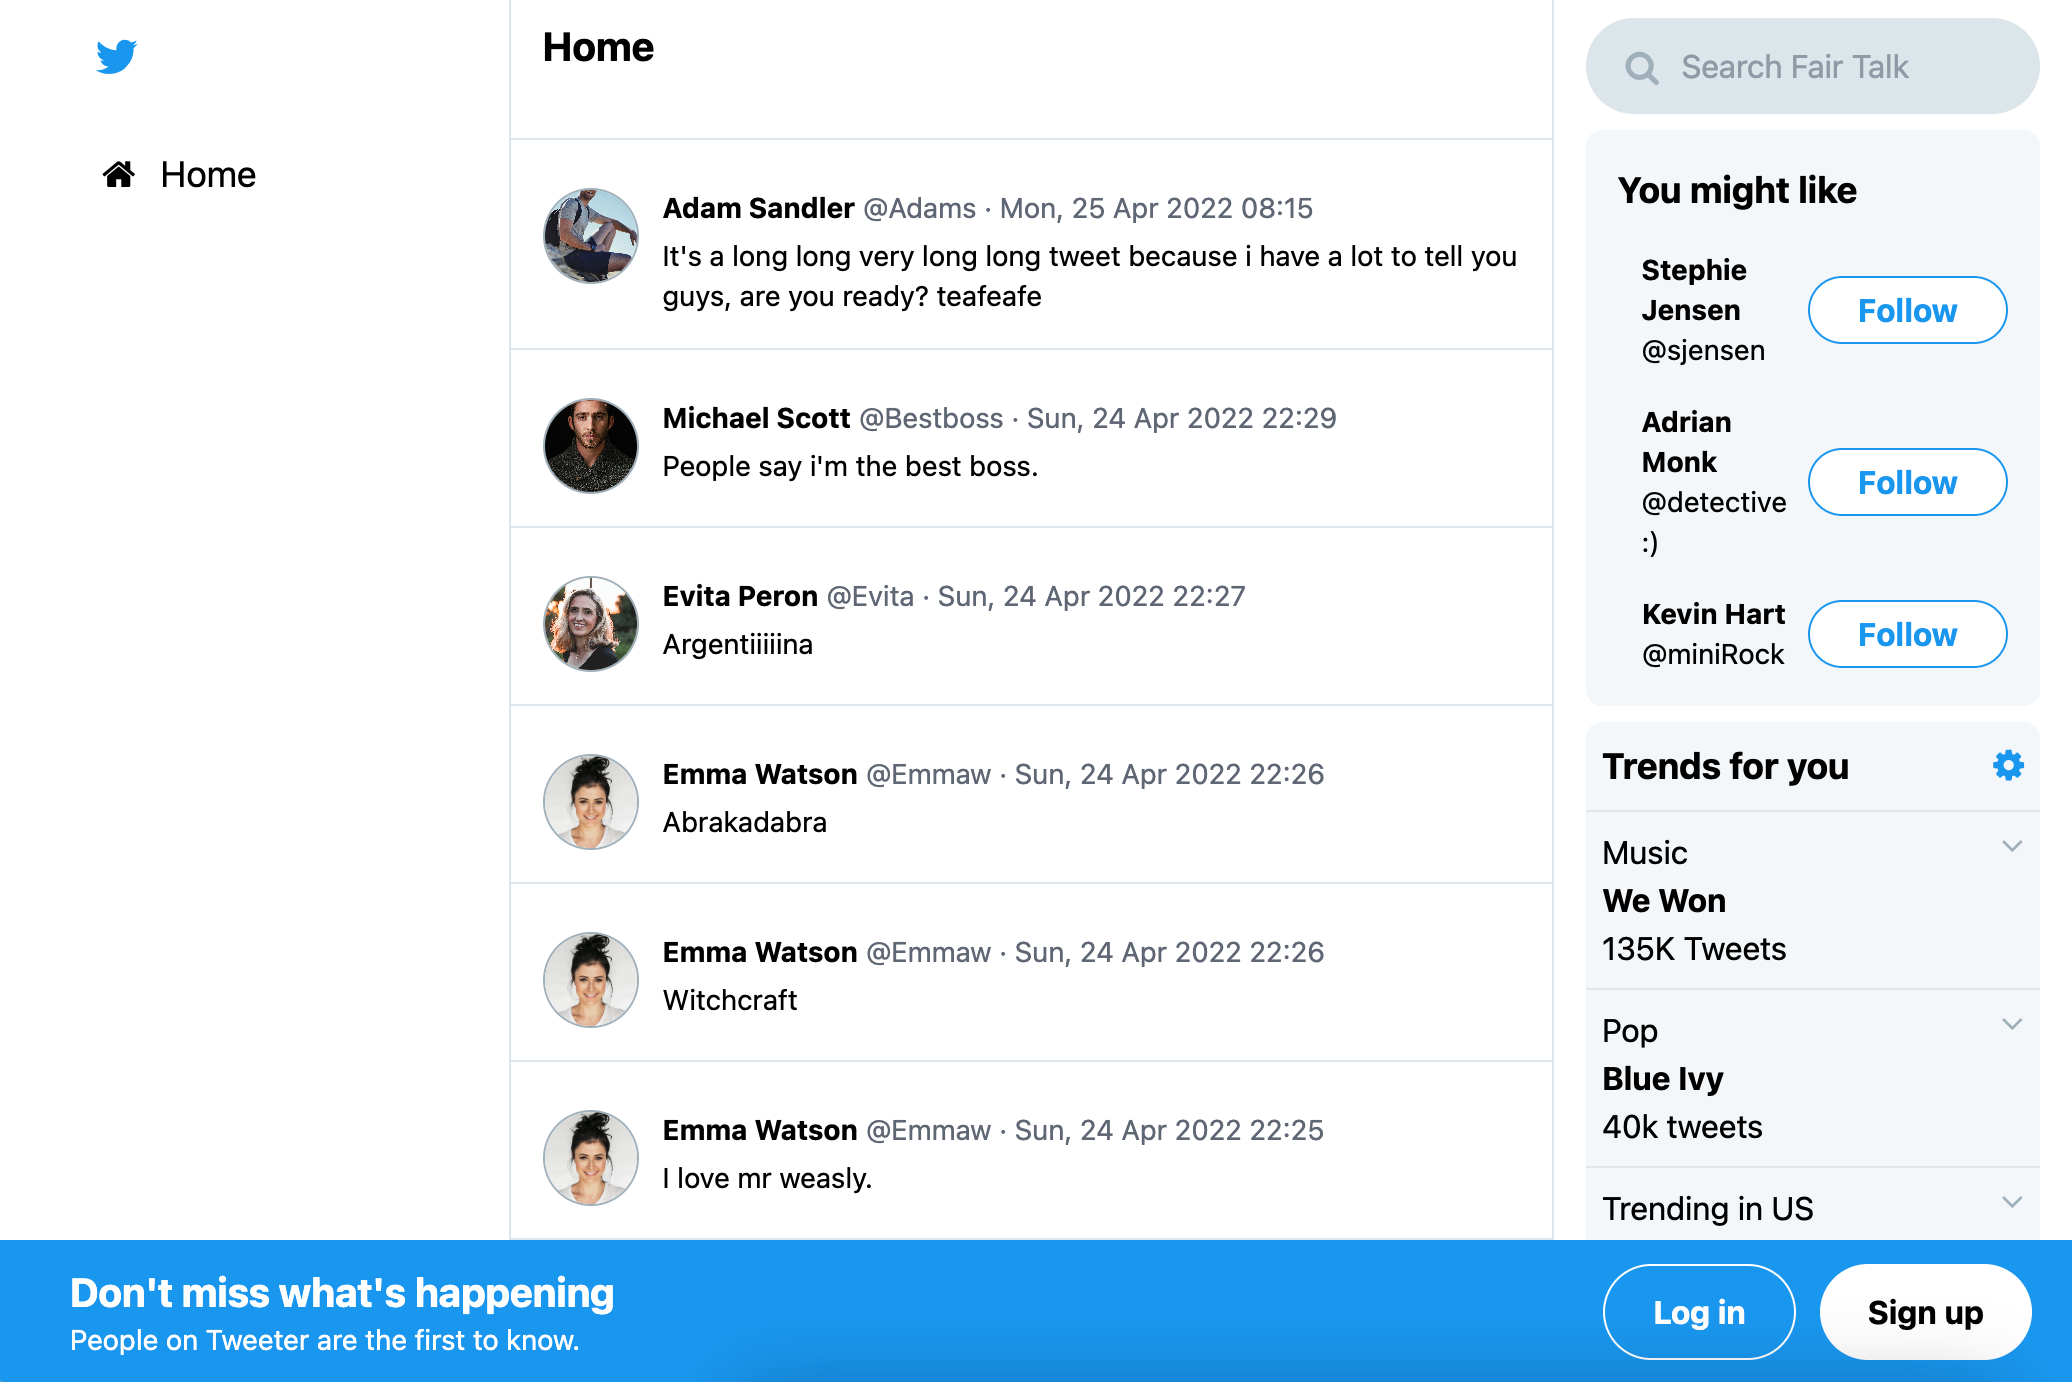 Home
Home
Adam Sandler @Adams · Mon, 25 Apr 2022 08:15
It's a long long very long long tweet because i have a lot to tell you
guys, are you ready? teafeafe
Michael Scott @Bestboss · Sun, 24 Apr 2022 22:29
People say i'm the best boss.
Evita Peron @Evita · Sun, 24 Apr 2022 22:27
Argentiiiiina
Emma Watson @Emmaw · Sun, 24 Apr 2022 22:26
Abrakadabra
Emma Watson @Emmaw · Sun, 24 Apr 2022 22:26
Witchcraft
Emma Watson @Emmaw · Sun, 24 Apr 2022 22:25
I love mr weasly.
Search Fair Talk
You might like
Stephie
Jensen
@sjensen
Follow
Adrian
Monk
@detective
:)
Follow
Kevin Hart
@miniRock
Follow
Trends for you
Music
We Won
135K Tweets
Pop
Blue Ivy
40k tweets
Trending in US
Don't miss what's happening
People on Tweeter are the first to know.
Log in
Sign up